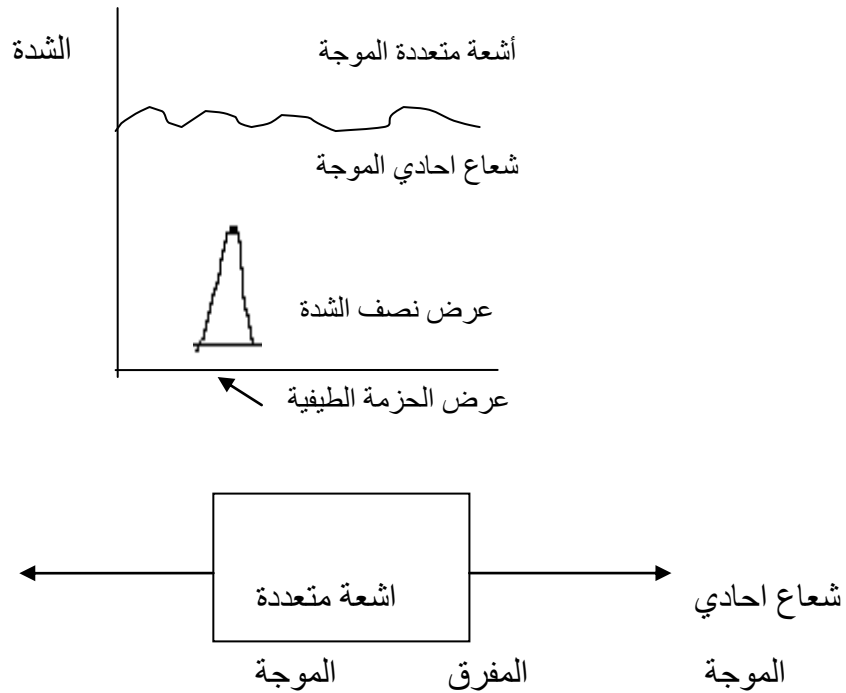 أشعة متعددة الموجة
الشدة
شعاع احادي الموجة
عرض نصف الشدة
عرض الحزمة الطيفية
اشعة متعددة
شعاع احادي
الموجة
المفرق
الموجة